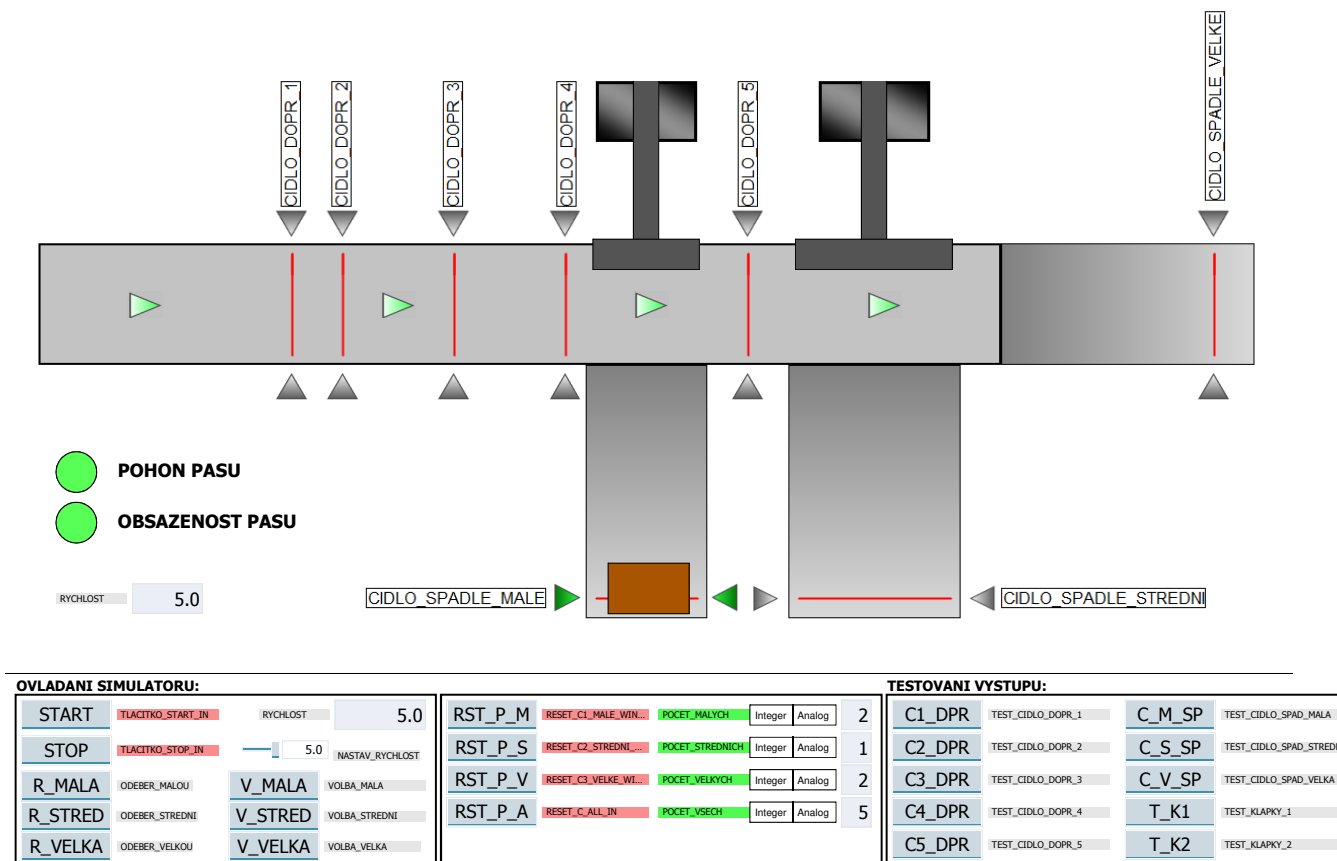 CIDLO_DOPR_1
CIDLO_DOPR_2
CIDLO_DOPR_3
CIDLO_DOPR_4
CIDLO_DOPR_5
CIDLO_SPADLE_VELKE
POHON PASU
OBSAZENOST PASU
RYCHLOST 5.0
CIDLO_SPADLE_MALE
CIDLO_SPADLE_STREDNI
OVLADANI SIMULATORU:
START TLACITKO_START_IN RYCHLOST 5.0
STOP TLACITKO_STOP_IN 5.0 NASTAV_RYCHLOST
R_MALA ODEBER_MALOU V_MALA VOLBA_MALA
R_STRED ODEBER_STREDNI V_STRED VOLBA_STREDNI
R_VELKA ODEBER_VELKOU V_VELKA VOLBA_VELKA
RST_P_M RESET_C1_MALE_WIN... POCET_MALYCH Integer Analog 2
RST_P_S RESET_C2_STREDNI_... POCET_STREDNICH Integer Analog 1
RST_P_V RESET_C3_VELKE_WI... POCET_VELKYCH Integer Analog 2
RST_P_A RESET_C_ALL_IN POCET_VSECH Integer Analog 5
TESTOVANI VYSTUPU:
C1_DPR TEST_CIDLO_DOPR_1 C_M_SP TEST_CIDLO_SPAD_MALA
C2_DPR TEST_CIDLO_DOPR_2 C_S_SP TEST_CIDLO_SPAD_STREDN
C3_DPR TEST_CIDLO_DOPR_3 C_V_SP TEST_CIDLO_SPAD_VELKA
C4_DPR TEST_CIDLO_DOPR_4 T_K1 TEST_KLAPKY_1
C5_DPR TEST_CIDLO_DOPR_5 T_K2 TEST_KLAPKY_2